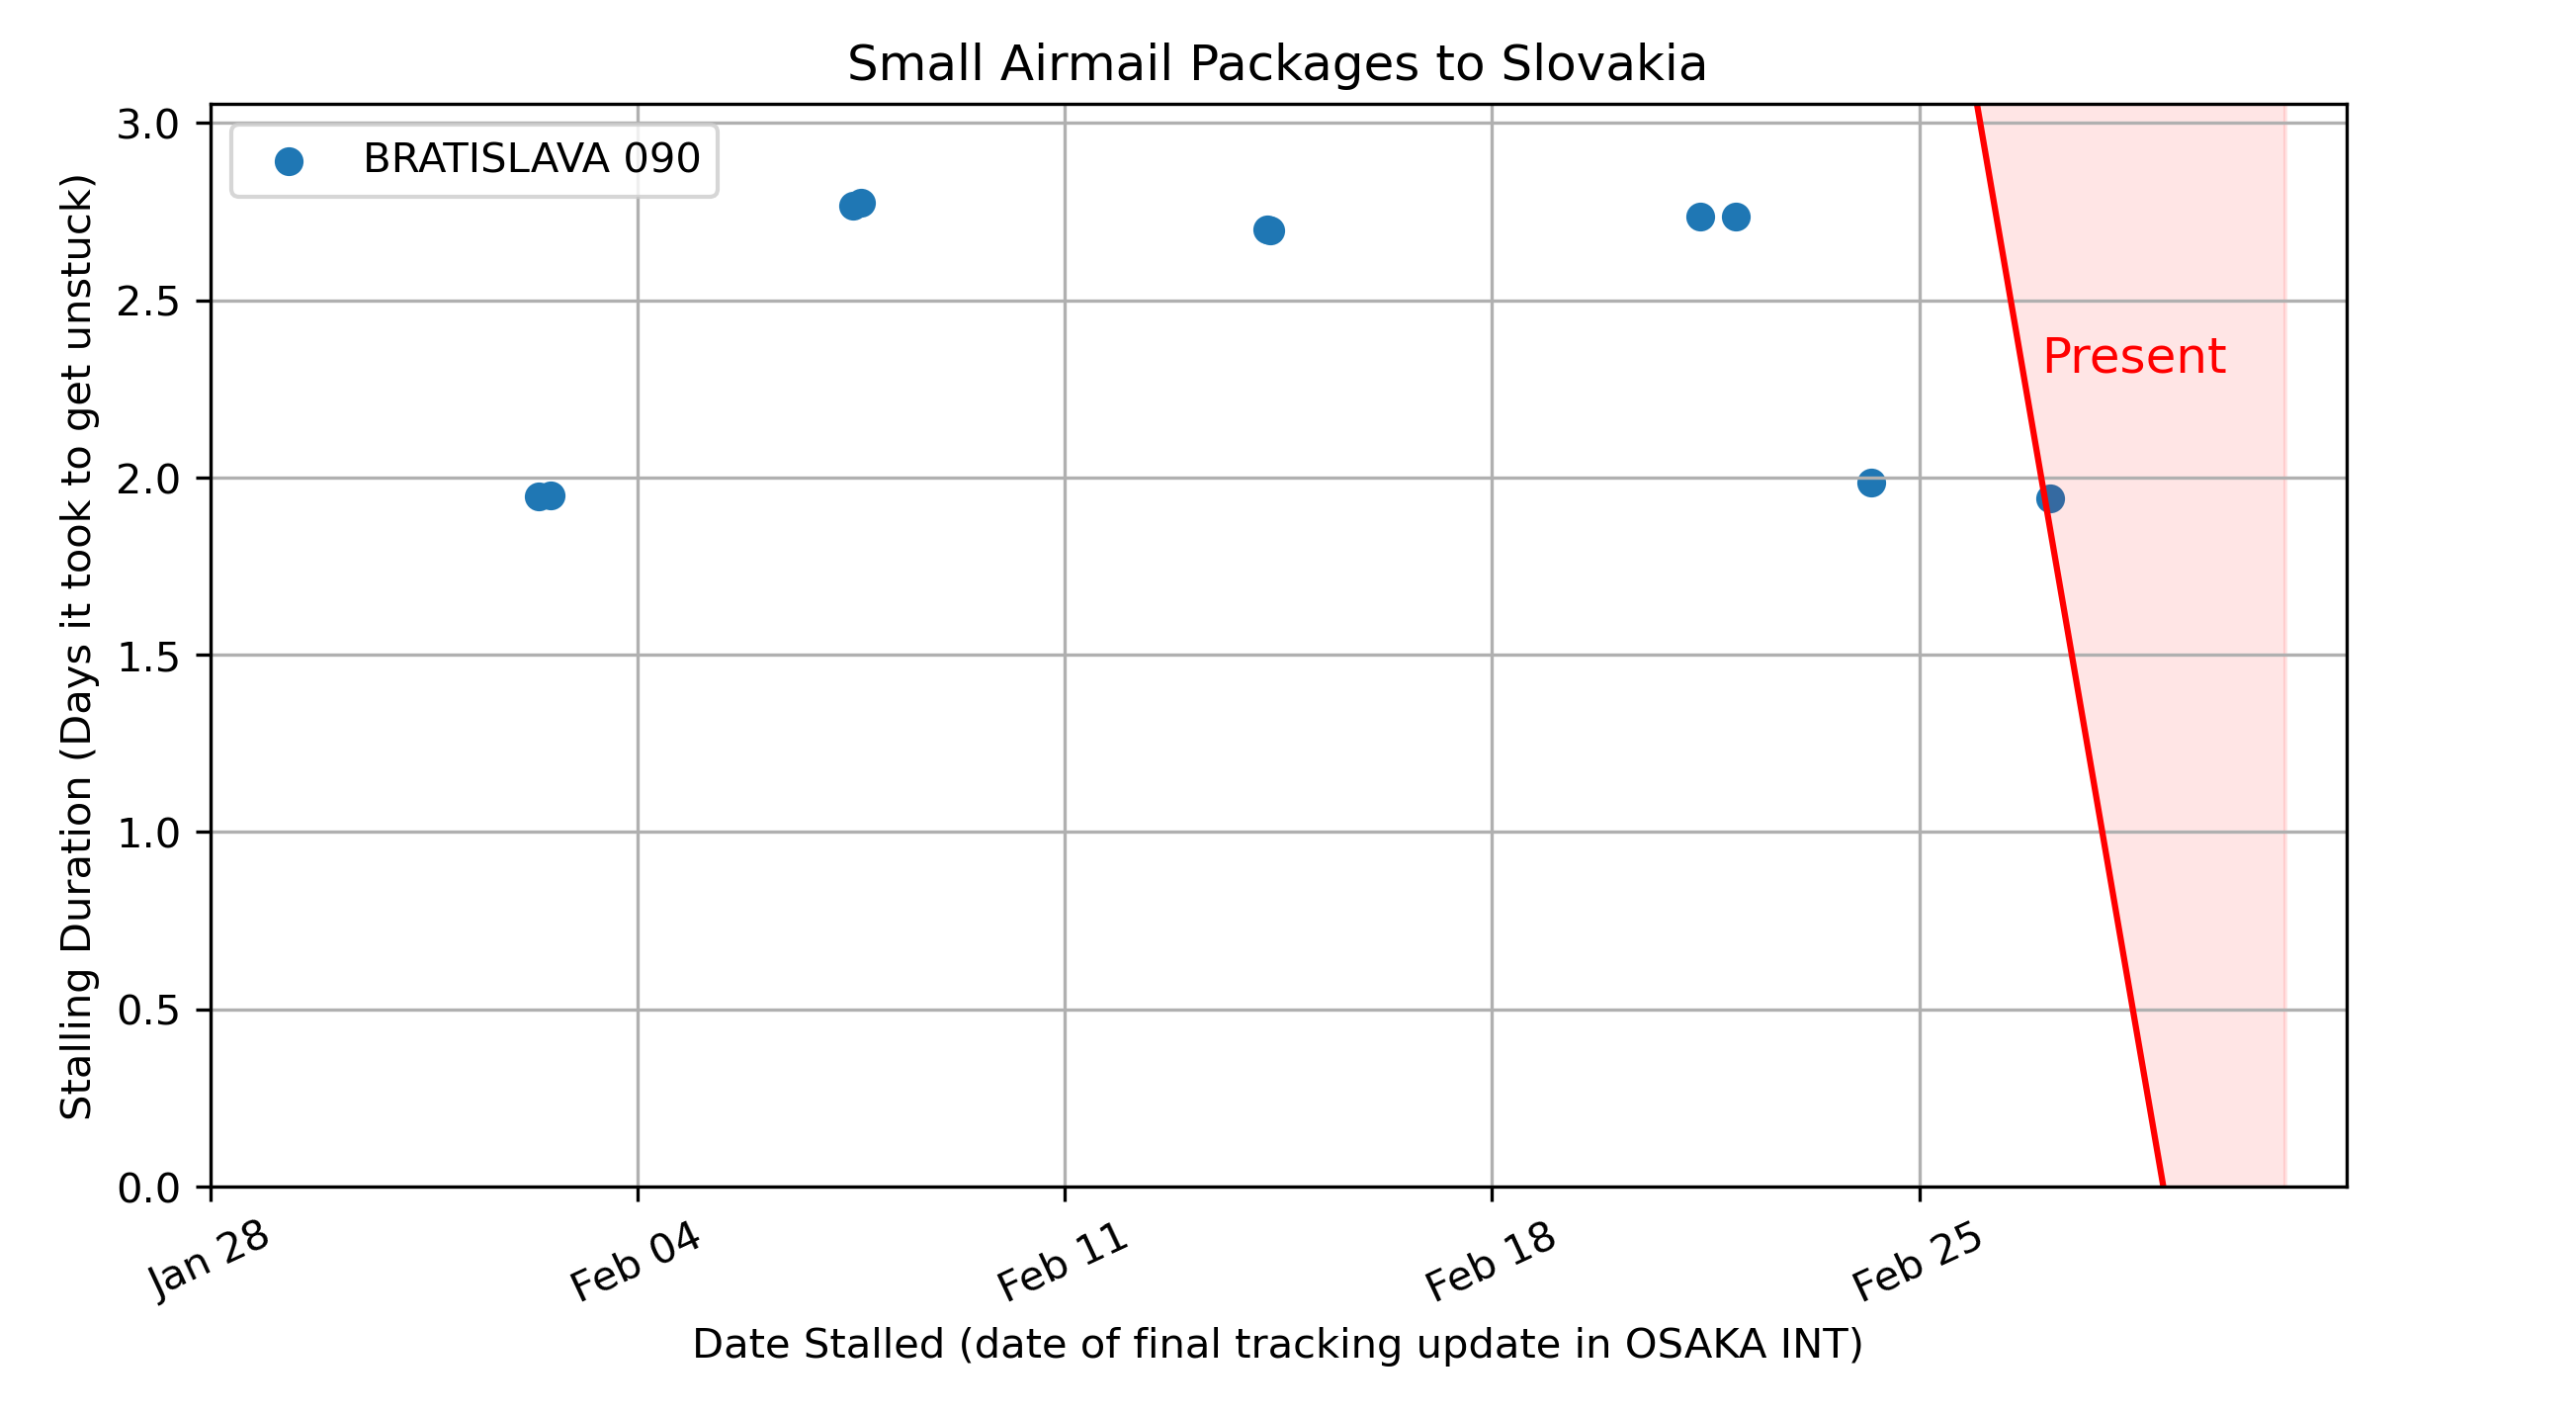 Small Airmail Packages to Slovakia
BRATISLAVA 090
Present
Stalling Duration (Days it took to get unstuck)
3.0
2.5
2.0
1.5
1.0
0.5
0.0
Jan 28
Feb 04
Feb 11
Feb 18
Feb 25
Date Stalled (date of final tracking update in OSAKA INT)